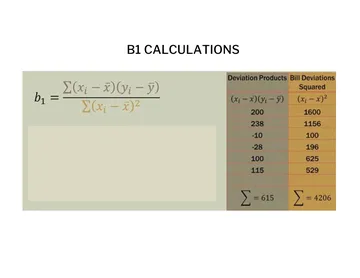 B1 CALCULATIONS
b₁ = ∑(xᵢ − x̄)(yᵢ − ȳ) / ∑(xᵢ − x̄)²
Deviation Products Bill Deviations Squared
(xᵢ − x)(yᵢ − ȳ) (xᵢ − x)²
200 1600
238 1156
-10 100
-28 196
100 625
115 529
∑ = 615 ∑ = 4206